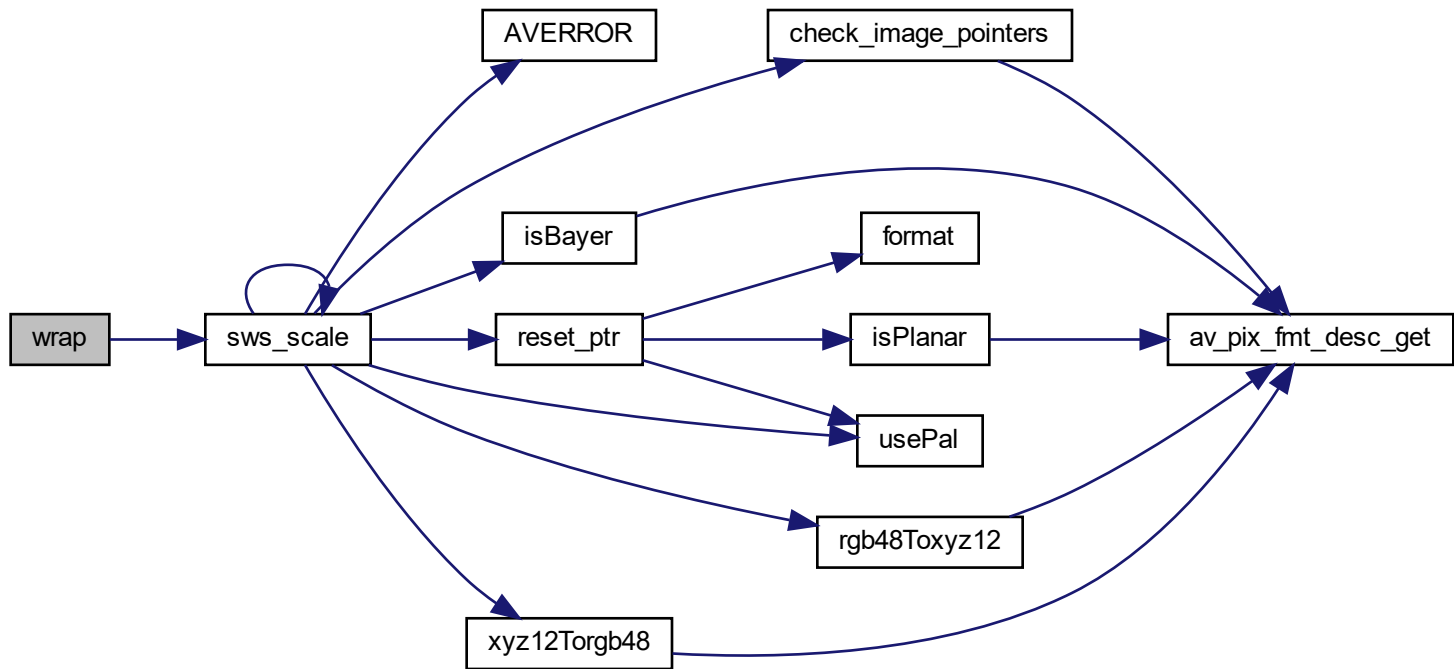 AVERROR
check_image_pointers
isBayer
format
wrap
sws_scale
reset_ptr
isPlanar
av_pix_fmt_desc_get
usePal
rgb48Toxyz12
xyz12Torgb48